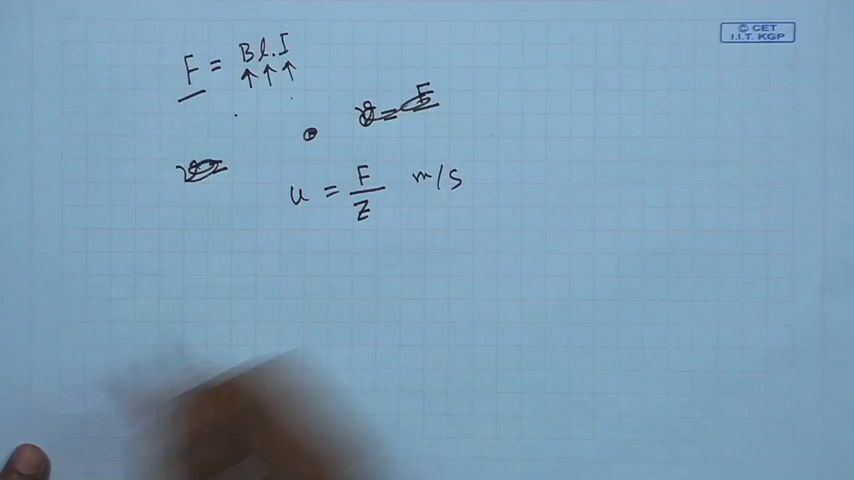 © CET
I.I.T. KGP
F = Bl.I
u = F/Z m/s